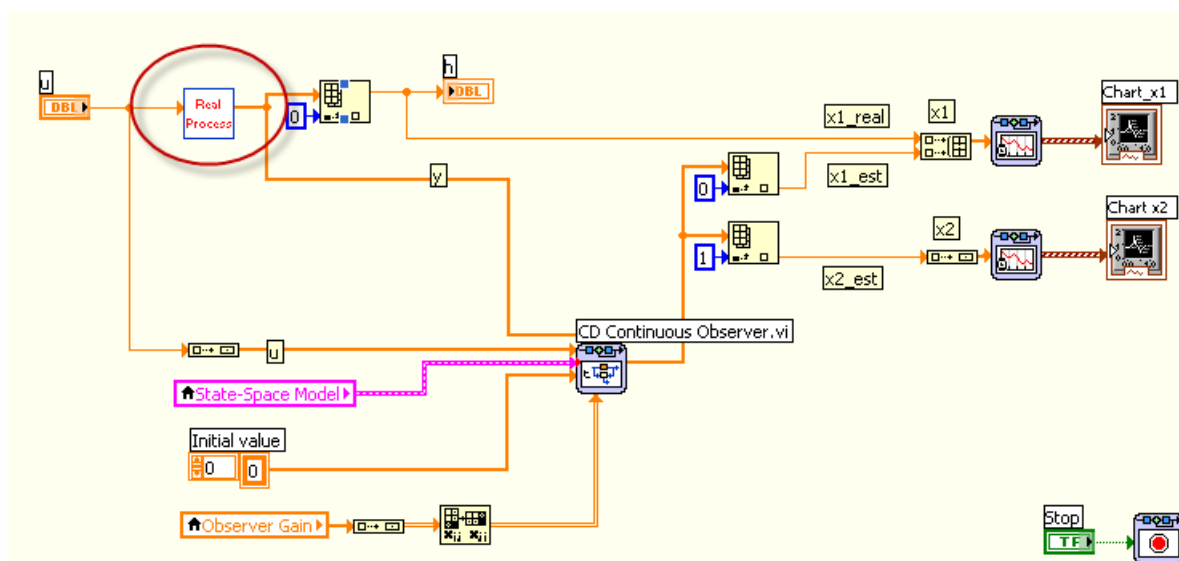 u
DBL
Real
Process
0
h
DBL
y
x1_real
x1
Chart_x1
0
x1_est
1
x2
Chart x2
x2_est
CD Continuous Observer.vi
u
State-Space Model
Initial value
0
0
Observer Gain
Stop
TF